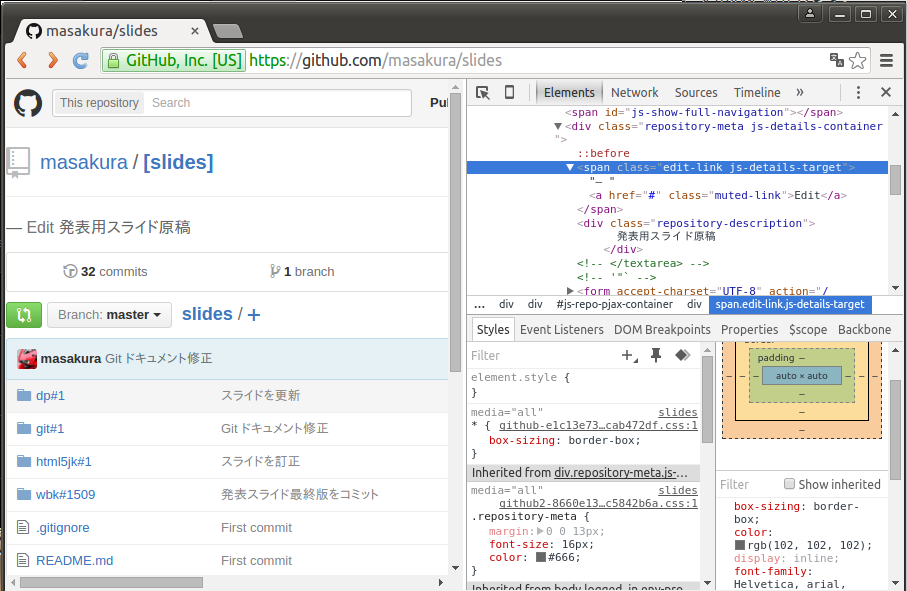 masakura/slides
GitHub, Inc. [US] https://github.com/masakura/slides
This repository Search Pu
masakura / [slides]
— Edit 発表用スライド原稿
32 commits 1 branch
Branch: master slides / +
masakura Git ドキュメント修正
dp#1 スライドを更新
git#1 Git ドキュメント修正
html5jk#1 スライドを訂正
wbk#1509 発表スライド最終版をコミット
.gitignore First commit
README.md First commit
Elements Network Sources Timeline »
<span id="js-show-full-navigation"></span>
▼<div class="repository-meta js-details-container
">
::before
▼<span class="edit-link js-details-target">
"— "
<a href="#" class="muted-link">Edit</a>
</span>
<div class="repository-description">
発表用スライド原稿
</div>
<!-- </textarea> -->
<!-- '"` -->
▶<form accept-charset="UTF-8" action="/
... div div #js-repo-pjax-container div span.edit-link.js-details-target
Styles Event Listeners DOM Breakpoints Properties $scope Backbone
Filter
element.style {
}
media="all" slides
* { github-e1c13e73…cab472df.css:1
box-sizing: border-box;
}
Inherited from div.repository-meta.js-…
media="all" slides
github2-8660e13…c5842b6a.css:1
.repository-meta {
margin:▶0 0 13px;
font-size: 16px;
color: #666;
}
Inherited from body.logged_in.env-pro…
padding –
– – – auto × auto – – –
–
–
–
Filter Show inherited
box-sizing: border-
box;
color:
rgb(102, 102, 102);
display: inline;
font-family:
Helvetica, arial,